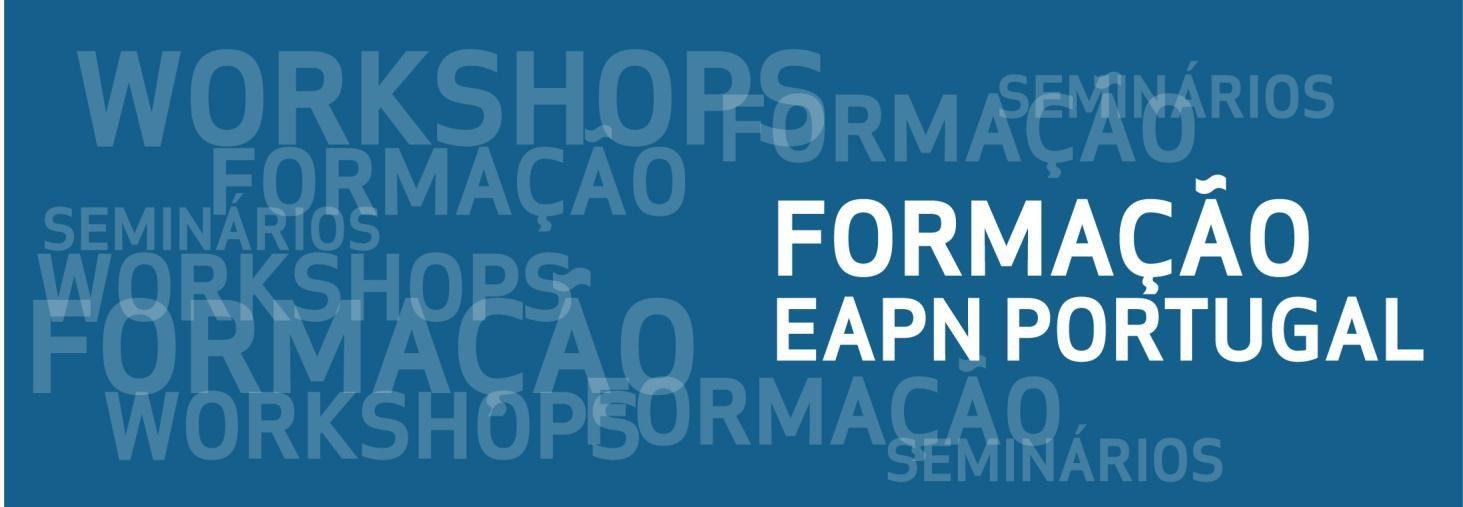 WORKSHOPS
SEMINÁRIOS
FORMAÇÃO
FORMAÇÃO
SEMINÁRIOS
FORMAÇÃO
EAPN PORTUGAL
WORKSHOPS
FORMAÇÃO
FORMAÇÃO
WORKSHOPS
SEMINÁRIOS